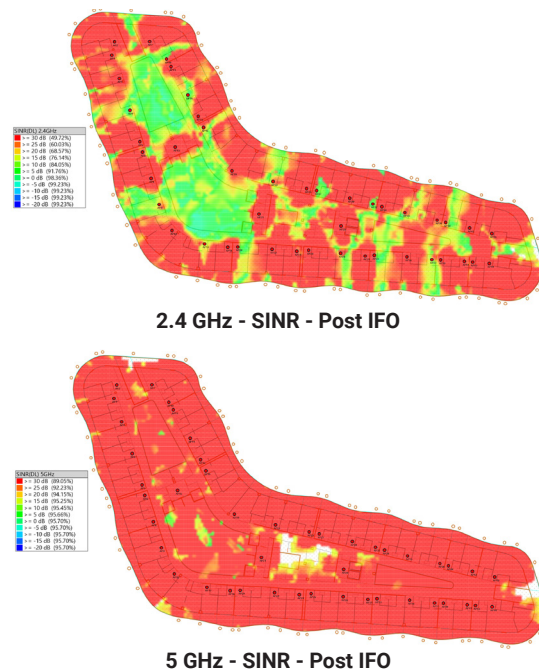 SINR(DL) 2.4GHz
>= 30 dB (49.72%)
>= 25 dB (60.03%)
>= 20 dB (68.57%)
>= 15 dB (76.14%)
>= 10 dB (84.05%)
>= 5 dB (91.76%)
>= 0 dB (98.36%)
>= -5 dB (99.23%)
>= -10 dB (99.23%)
>= -15 dB (99.23%)
>= -20 dB (99.23%)
2.4 GHz - SINR - Post IFO
SINR(DL) 5GHz
>= 30 dB (89.05%)
>= 25 dB (92.23%)
>= 20 dB (94.15%)
>= 15 dB (95.25%)
>= 10 dB (95.45%)
>= 5 dB (95.66%)
>= 0 dB (95.70%)
>= -5 dB (95.70%)
>= -10 dB (95.70%)
>= -15 dB (95.70%)
>= -20 dB (95.70%)
5 GHz - SINR - Post IFO